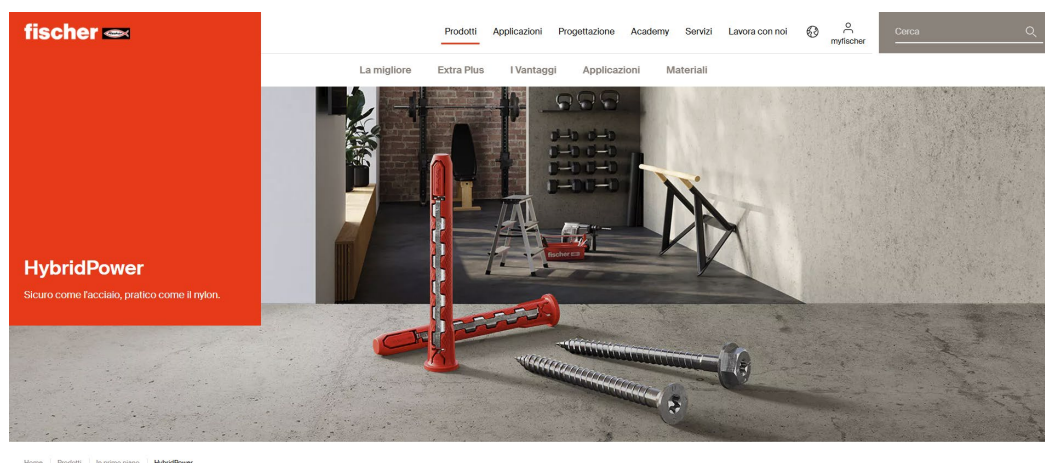 fischer
Prodotti Applicazioni Progettazione Academy Servizi Lavora con noi myfischer Cerca
La migliore Extra Plus I Vantaggi Applicazioni Materiali
fischer
HybridPower
Sicuro come l'acciaio, pratico come il nylon.
Home Prodotti In primo piano HybridPower